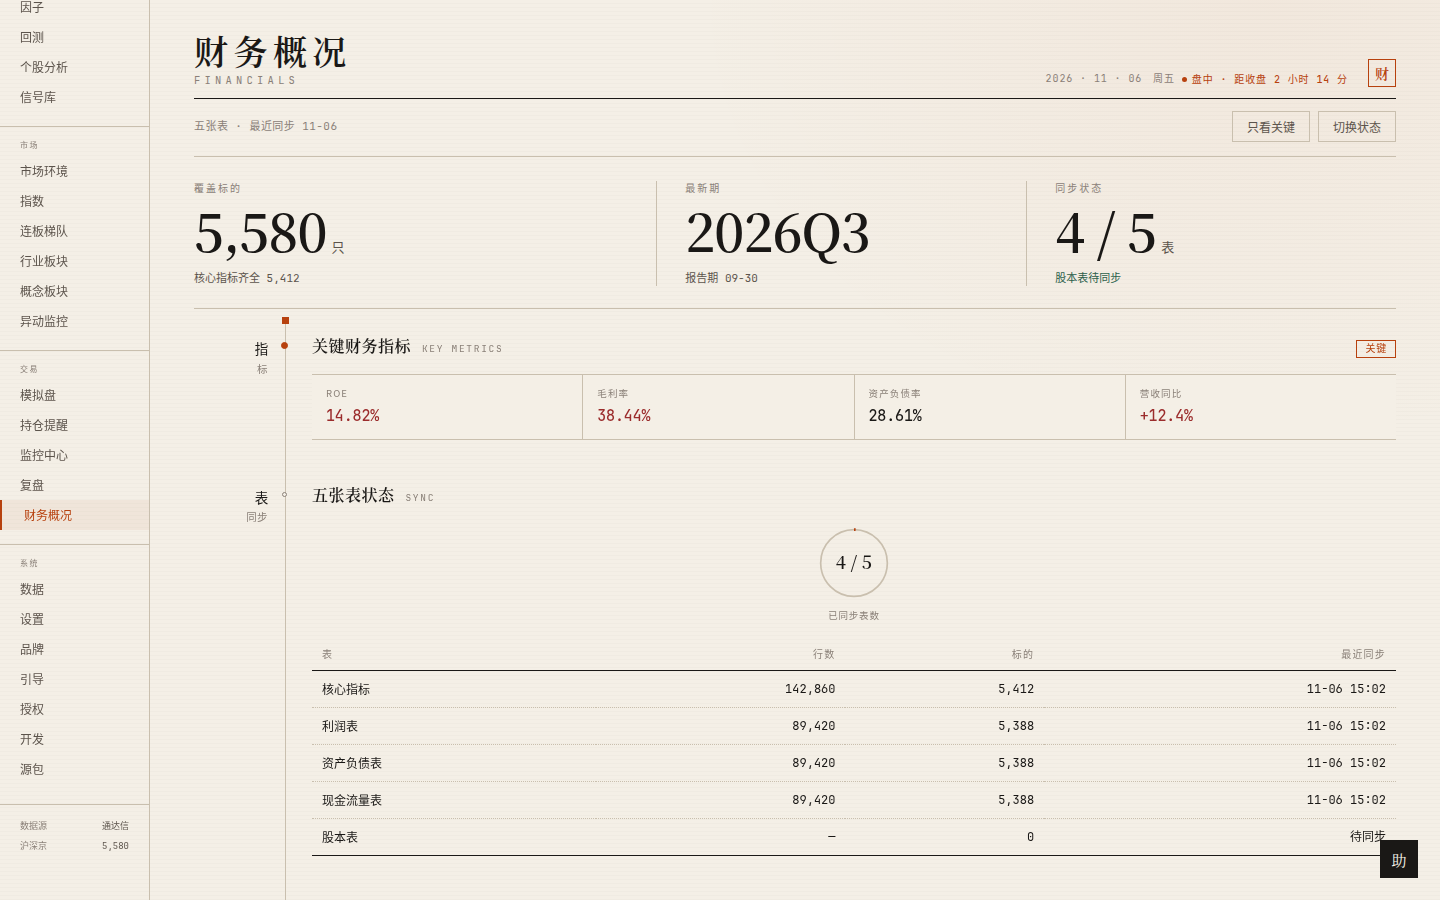 因子
回测
个股分析
信号库
市场
市场环境
指数
连板梯队
行业板块
概念板块
异动监控
交易
模拟盘
持仓提醒
监控中心
复盘
财务概况
系统
数据
设置
品牌
引导
授权
开发
源包
数据源 通达信
沪深京 5,580
财务概况
FINANCIALS
2026 · 11 · 06 周五 盘中 · 距收盘 2 小时 14 分 财
五张表 · 最近同步 11-06
只看关键 切换状态
覆盖标的
5,580 只
核心指标齐全 5,412
最新期
2026Q3
报告期 09-30
同步状态
4 / 5 表
股本表待同步
指
标
关键财务指标 KEY METRICS
关键
ROE
14.82%
毛利率
38.44%
资产负债率
28.61%
营收同比
+12.4%
表
同步
五张表状态 SYNC
4 / 5
已同步表数
表 行数 标的 最近同步
核心指标 142,860 5,412 11-06 15:02
利润表 89,420 5,388 11-06 15:02
资产负债表 89,420 5,388 11-06 15:02
现金流量表 89,420 5,388 11-06 15:02
股本表 — 0 待同步
助